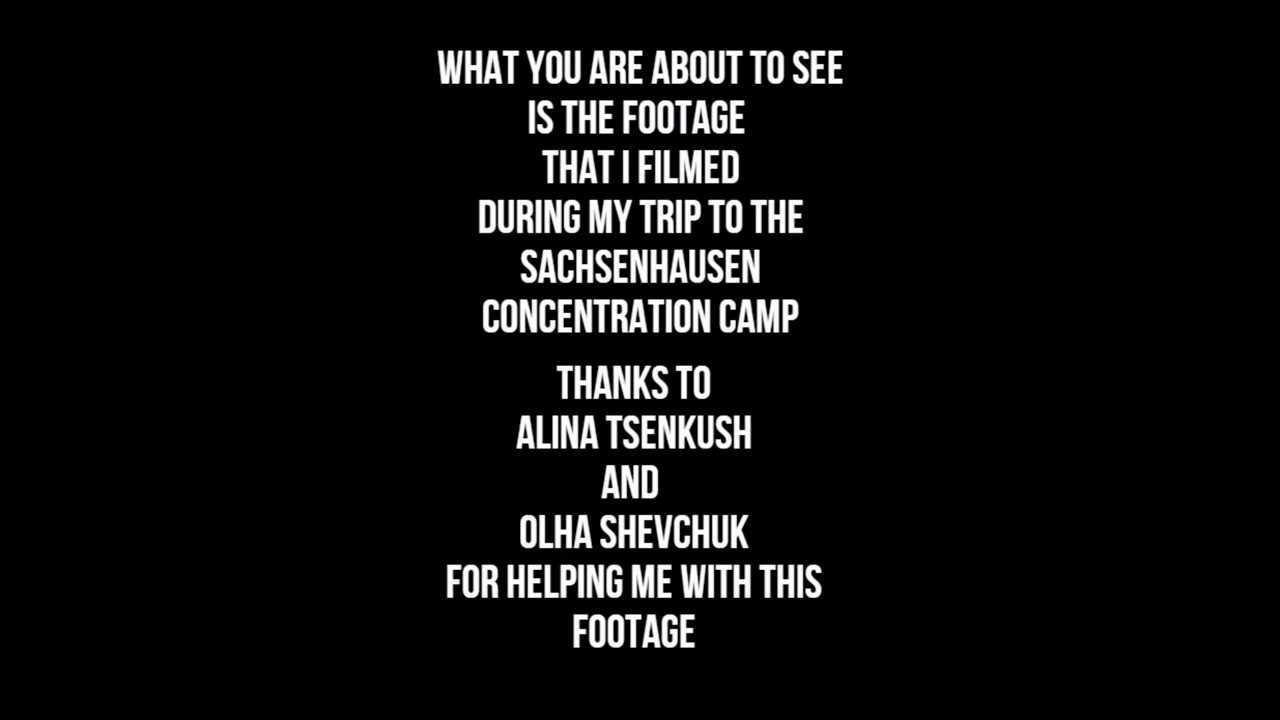 WHAT YOU ARE ABOUT TO SEE
IS THE FOOTAGE
THAT I FILMED
DURING MY TRIP TO THE
SACHSENHAUSEN
CONCENTRATION CAMP
THANKS TO
ALINA TSENKUSH
AND
OLHA SHEVCHUK
FOR HELPING ME WITH THIS
FOOTAGE